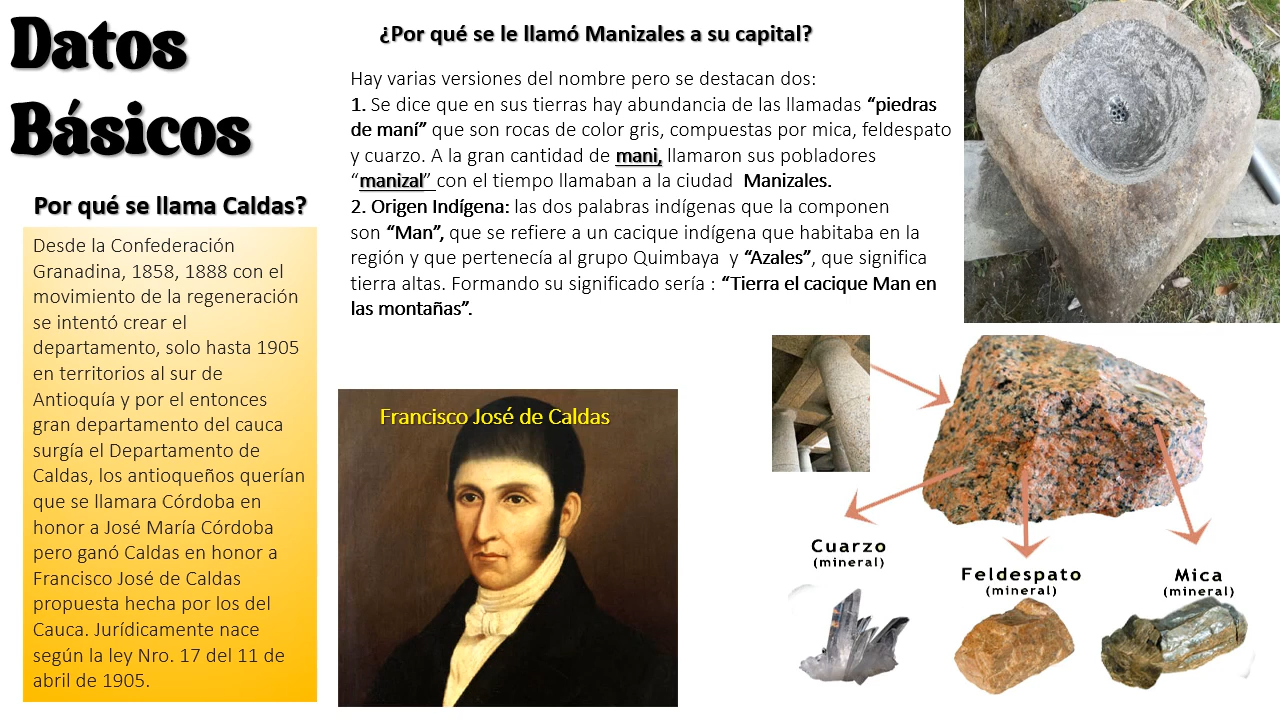 Datos
Básicos
Por qué se llama Caldas?
Desde la Confederación
Granadina, 1858, 1888 con el
movimiento de la regeneración
se intentó crear el
departamento, solo hasta 1905
en territorios al sur de
Antioquía y por el entonces
gran departamento del cauca
surgía el Departamento de
Caldas, los antioqueños querían
que se llamara Córdoba en
honor a José María Córdoba
pero ganó Caldas en honor a
Francisco José de Caldas
propuesta hecha por los del
Cauca. Jurídicamente nace
según la ley Nro. 17 del 11 de
abril de 1905.
¿Por qué se le llamó Manizales a su capital?
Hay varias versiones del nombre pero se destacan dos:
1. Se dice que en sus tierras hay abundancia de las llamadas “piedras
de maní” que son rocas de color gris, compuestas por mica, feldespato
y cuarzo. A la gran cantidad de mani, llamaron sus pobladores
“manizal” con el tiempo llamaban a la ciudad Manizales.
2. Origen Indígena: las dos palabras indígenas que la componen
son “Man”, que se refiere a un cacique indígena que habitaba en la
región y que pertenecía al grupo Quimbaya y “Azales”, que significa
tierra altas. Formando su significado sería : “Tierra el cacique Man en
las montañas”.
Francisco José de Caldas
Cuarzo
(mineral)
Feldespato
(mineral)
Mica
(mineral)